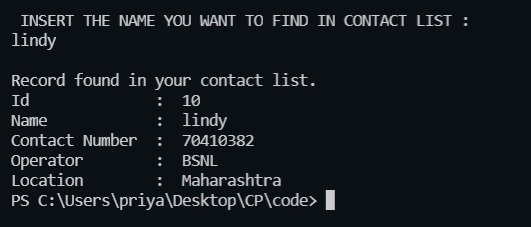 INSERT THE NAME YOU WANT TO FIND IN CONTACT LIST :
lindy
Record found in your contact list.
Id : 10
Name : lindy
Contact Number : 70410382
Operator : BSNL
Location : Maharashtra
PS C:\Users\priya\Desktop\CP\code>